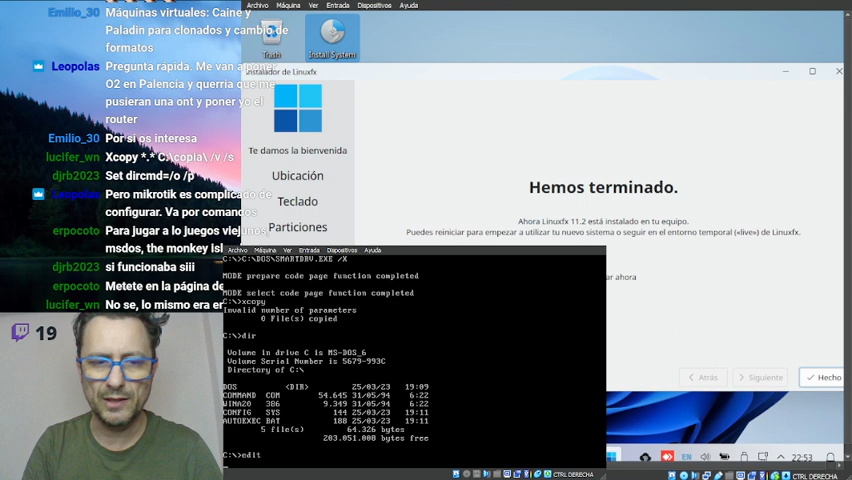 Emilio_30 Máquinas virtuales: Caine y
Paladin para clonados y cambio de
formatos
Leopolas Pregunta rápida. Me van a poner
O2 en Palencia y querría que me
pusieran una ont y poner yo el
router
Emilio_30 Por si os interesa
lucifer_wn Xcopy *.* C:\copia\ /v /s
djrb2023 Set dircmd=/o /p
Leopolas Pero mikrotik es complicado de
configurar. Va por comandos
erpocoto Para jugar a lo juegos viejunos,
msdos, the monkey isl
djrb2023 si funcionaba siii
erpocoto Metete en la página de
lucifer_wn No se, lo mismo era er
19
Archivo Máquina Ver Entrada Dispositivos Ayuda
Trash
Install System
Instalador de Linuxfx
Te damos la bienvenida
Ubicación
Teclado
Particiones
Hemos terminado.
Ahora Linuxfx 11.2 está instalado en tu equipo.
Puedes reiniciar para empezar a utilizar tu nuevo sistema o seguir en el entorno temporal («live») de Linuxfx.
ahora
Atrás
Siguiente
Hecho
EN
22:53
CTRL DERECHA
Archivo Máquina Ver Entrada Dispositivos Ayuda
C:\>C:\DOS\SMARTDRV.EXE /X
MODE prepare code page function completed
MODE select code page function completed
C:\>xcopy
Invalid number of parameters
0 File(s) copied
C:\>dir
Volume in drive C is MS-DOS_6
Volume Serial Number is 5679-993C
Directory of C:\
DOS <DIR> 25/03/23 19:09
COMMAND COM 54.645 31/05/94 6:22
WINA20 386 9.349 31/05/94 6:22
CONFIG SYS 144 25/03/23 19:11
AUTOEXEC BAT 188 25/03/23 19:11
5 file(s) 64.326 bytes
203.051.008 bytes free
C:\>edit
CTRL DERECHA